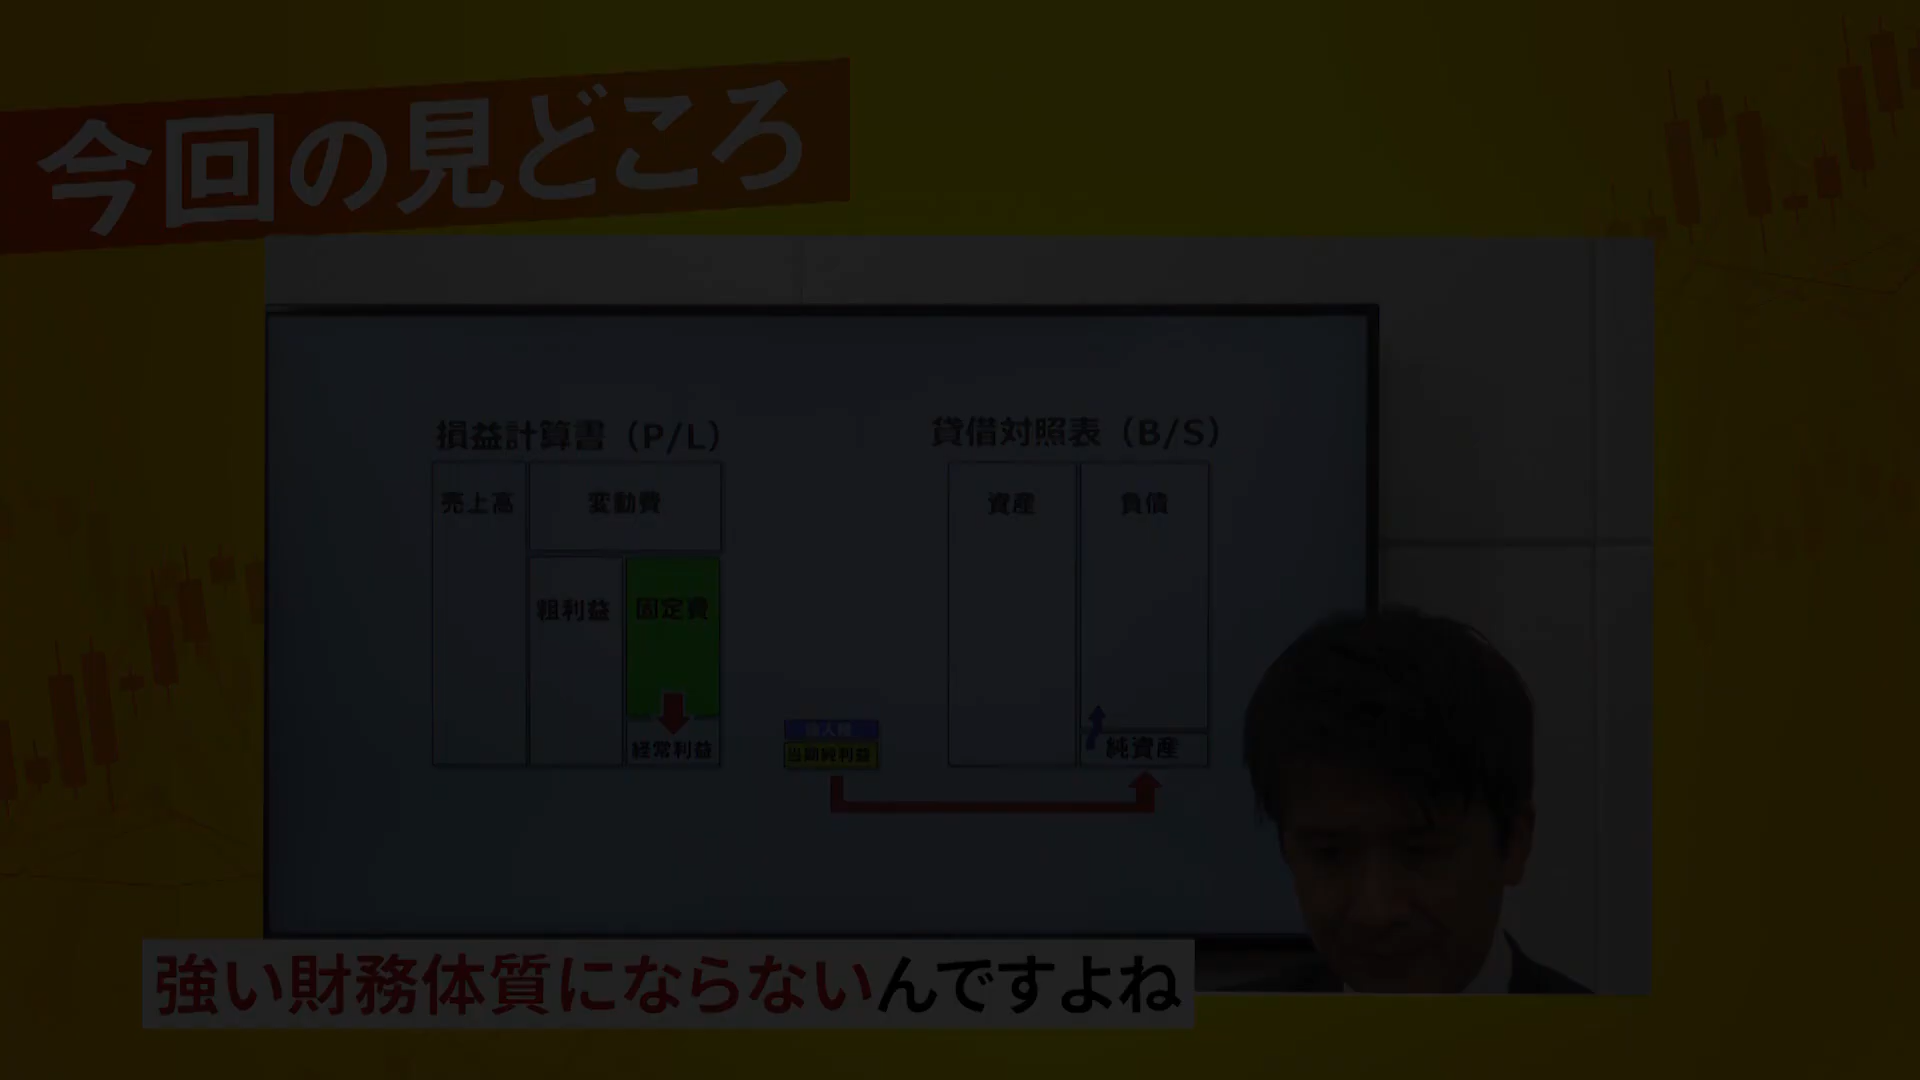 今回の見どころ
損益計算書（P/L）
売上高
変動費
粗利益
固定費
経常利益
法人税
当期純利益
貸借対照表（B/S）
資産
負債
純資産
強い財務体質にならないんですよね